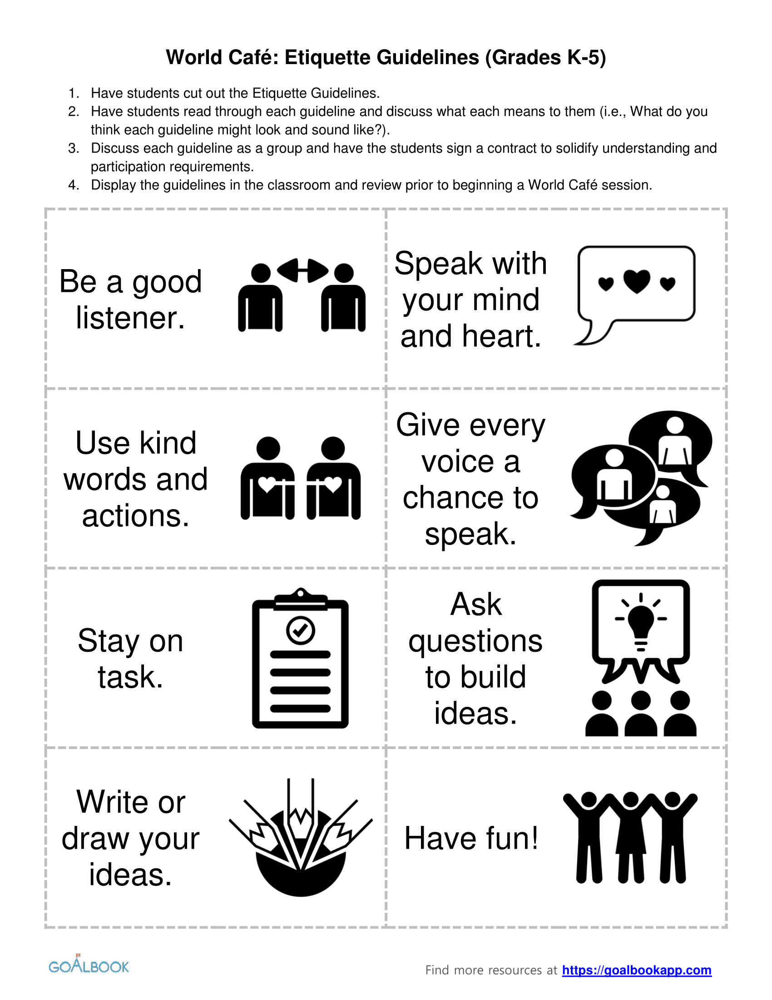 World Café: Etiquette Guidelines (Grades K-5)
1. Have students cut out the Etiquette Guidelines.
2. Have students read through each guideline and discuss what each means to them (i.e., What do you
think each guideline might look and sound like?).
3. Discuss each guideline as a group and have the students sign a contract to solidify understanding and
participation requirements.
4. Display the guidelines in the classroom and review prior to beginning a World Café session.
Be a good
listener.
Speak with
your mind
and heart.
Use kind
words and
actions.
Give every
voice a
chance to
speak.
Stay on
task.
Ask
questions
to build
ideas.
Write or
draw your
ideas.
Have fun!
GOALBOOK
Find more resources at https://goalbookapp.com